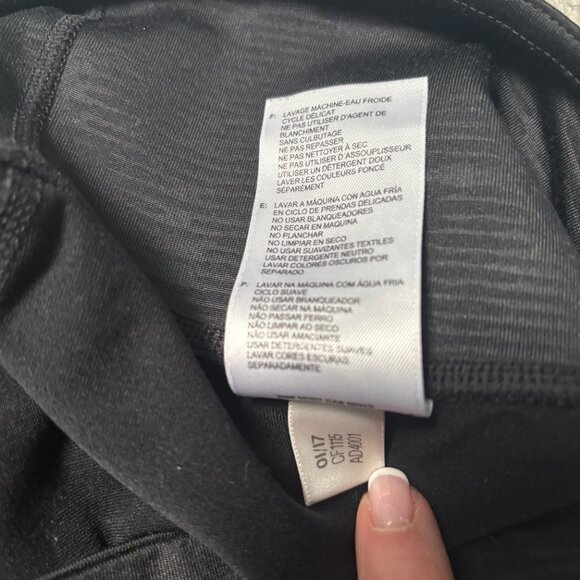 F: LAVAGE MACHINE-EAU FROIDE
CYCLE DÉLICAT
NE PAS UTILISER D'AGENT DE
BLANCHIMENT
SANS CULBUTAGE
NE PAS REPASSER
NE PAS NETTOYER À SEC
NE PAS UTILISER D'ASSOUPLISSEUR
UTILISER UN DÉTERGENT DOUX
LAVER LES COULEURS FONCÉ
SÉPARÉMENT
E: LAVAR A MÁQUINA CON AGUA FRÍA
EN CICLO DE PRENDAS DELICADAS
NO USAR BLANQUEADORES
NO SECAR EN MAQUINA
NO PLANCHAR
NO LIMPIAR EN SECO
NO USAR SUAVIZANTES TEXTILES
USAR DETERGENTE NEUTRO
LAVAR COLORES OSCUROS POR
SEPARADO
P: LAVAR NA MÁQUINA COM ÁGUA FRIA
CICLO SUAVE
NÃO USAR BRANQUEADOR
NÃO SECAR NA MÁQUINA
NÃO PASSAR FERRO
NÃO LIMPAR AO SECO
NÃO USAR AMACIANTE
USAR DETERGENTES SUAVES
LAVAR CORES ESCURAS
SEPARADAMENTE
01/17
CF1115
AD4001